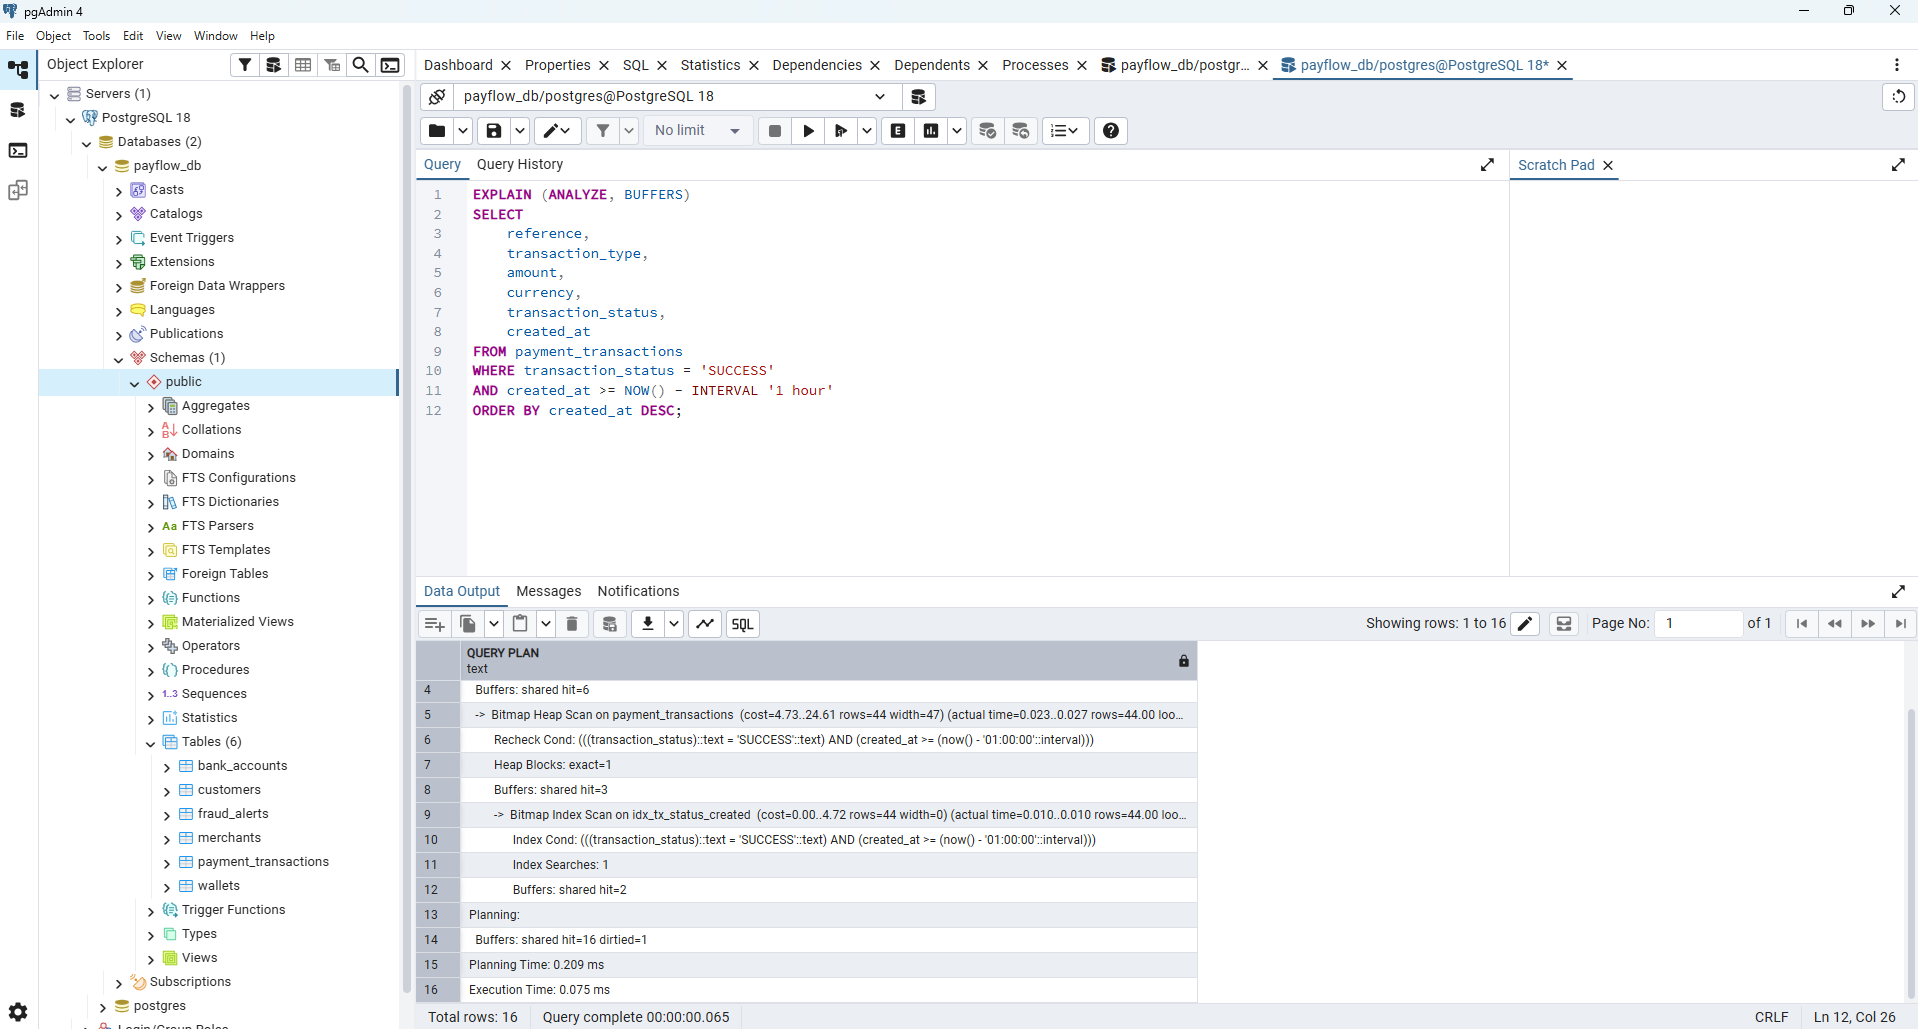 pgAdmin 4
File Object Tools Edit View Window Help
Object Explorer
Dashboard Properties SQL Statistics Dependencies Dependents Processes payflow_db/postgr... payflow_db/postgres@PostgreSQL 18*
payflow_db/postgres@PostgreSQL 18
No limit
Servers (1)
PostgreSQL 18
Databases (2)
payflow_db
Casts
Catalogs
Event Triggers
Extensions
Foreign Data Wrappers
Languages
Publications
Schemas (1)
public
Aggregates
Collations
Domains
FTS Configurations
FTS Dictionaries
Aa FTS Parsers
FTS Templates
Foreign Tables
Functions
Materialized Views
Operators
Procedures
1..3 Sequences
Statistics
Tables (6)
bank_accounts
customers
fraud_alerts
merchants
payment_transactions
wallets
Trigger Functions
Types
Views
Subscriptions
postgres
Login/Group Roles
Query Query History
Scratch Pad
1 EXPLAIN (ANALYZE, BUFFERS)
2 SELECT
3 reference,
4 transaction_type,
5 amount,
6 currency,
7 transaction_status,
8 created_at
9 FROM payment_transactions
10 WHERE transaction_status = 'SUCCESS'
11 AND created_at >= NOW() - INTERVAL '1 hour'
12 ORDER BY created_at DESC;
Data Output Messages Notifications
SQL
Showing rows: 1 to 16
Page No: 1 of 1
QUERY PLAN
text
4 Buffers: shared hit=6
5 -> Bitmap Heap Scan on payment_transactions (cost=4.73..24.61 rows=44 width=47) (actual time=0.023..0.027 rows=44.00 loo...
6 Recheck Cond: (((transaction_status)::text = 'SUCCESS'::text) AND (created_at >= (now() - '01:00:00'::interval)))
7 Heap Blocks: exact=1
8 Buffers: shared hit=3
9 -> Bitmap Index Scan on idx_tx_status_created (cost=0.00..4.72 rows=44 width=0) (actual time=0.010..0.010 rows=44.00 loo...
10 Index Cond: (((transaction_status)::text = 'SUCCESS'::text) AND (created_at >= (now() - '01:00:00'::interval)))
11 Index Searches: 1
12 Buffers: shared hit=2
13 Planning:
14 Buffers: shared hit=16 dirtied=1
15 Planning Time: 0.209 ms
16 Execution Time: 0.075 ms
Total rows: 16 Query complete 00:00:00.065 CRLF Ln 12, Col 26